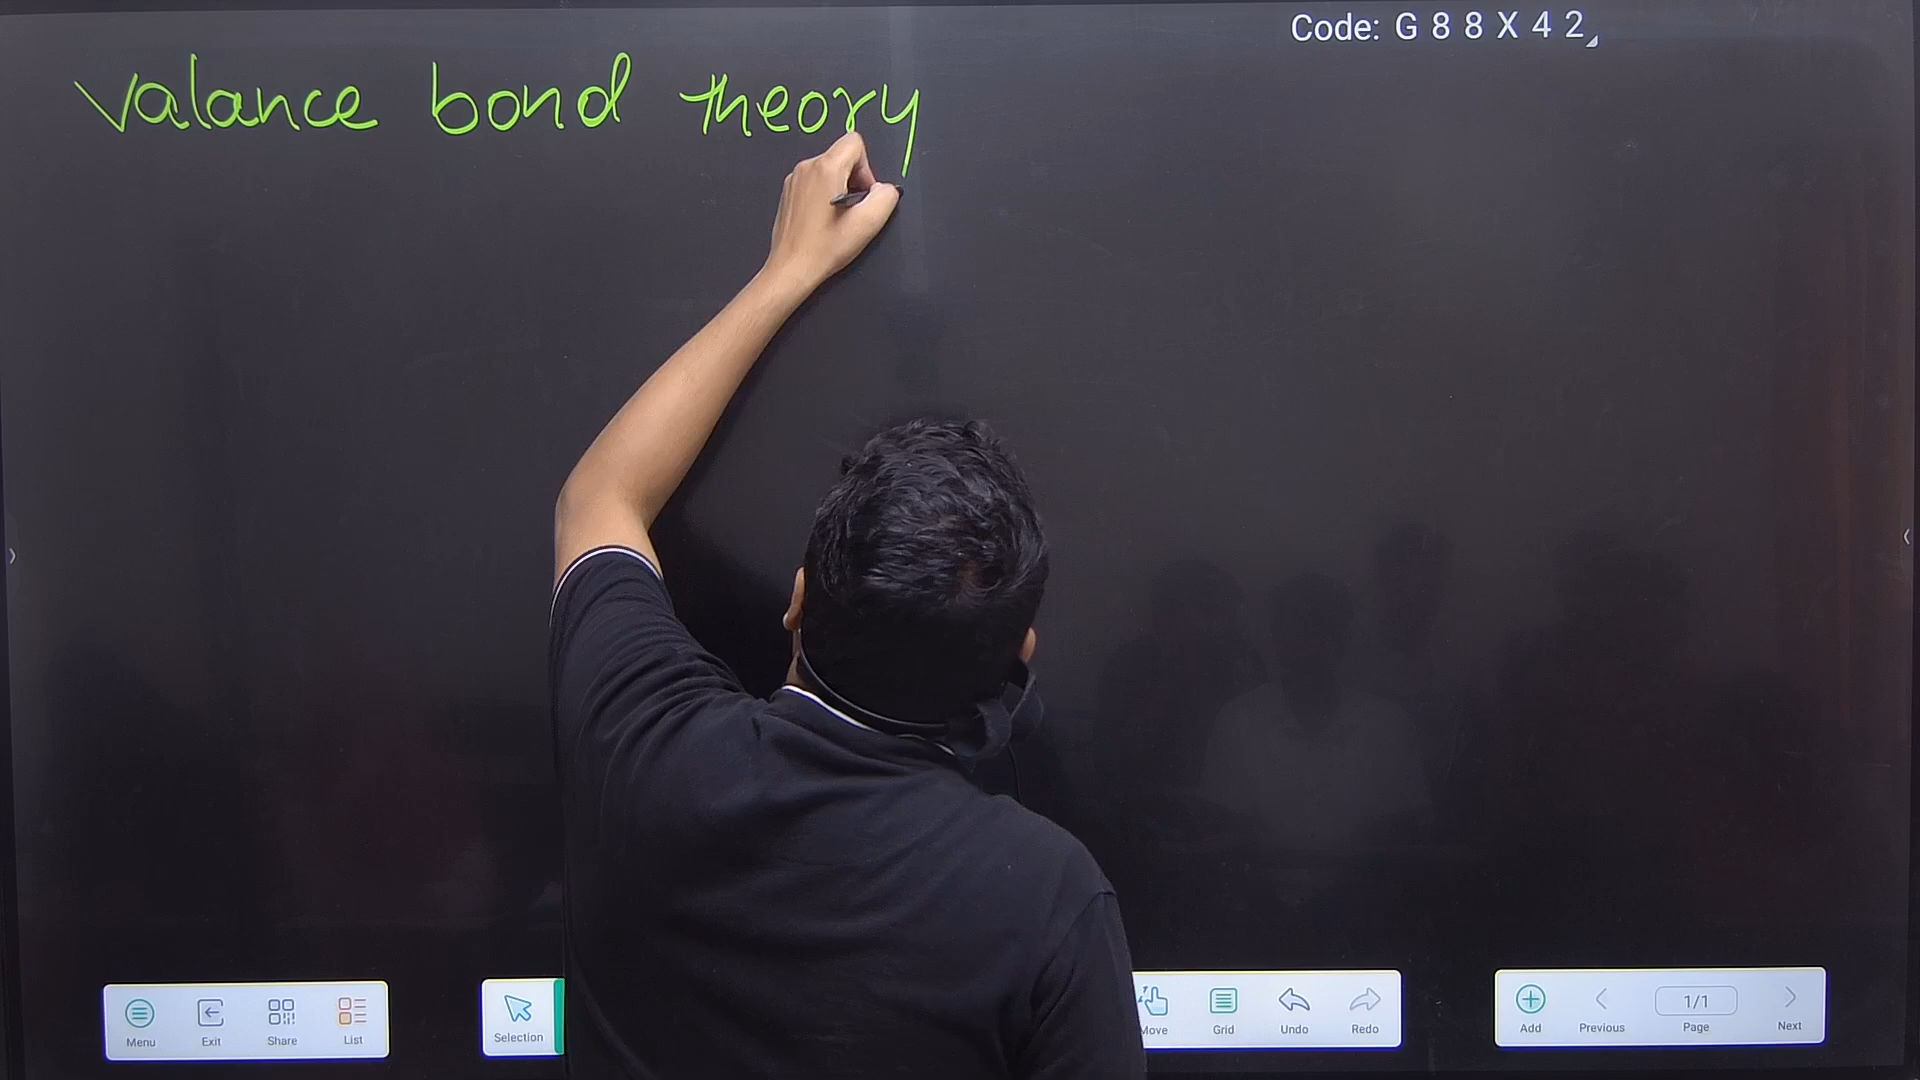 Code: G 8 8 X 4 2
Valance bond theory
Menu
Exit
Share
List
Selection
Move
Grid
Undo
Redo
Add
Previous
1/1
Page
Next